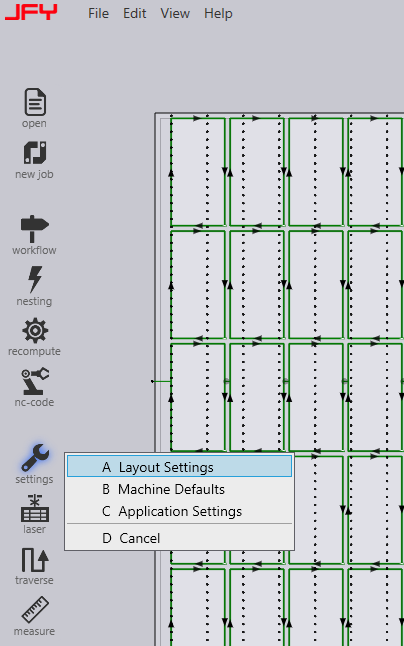 JFY
File Edit View Help
open
new job
workflow
nesting
recompute
nc-code
settings
A Layout Settings
B Machine Defaults
C Application Settings
D Cancel
laser
traverse
measure